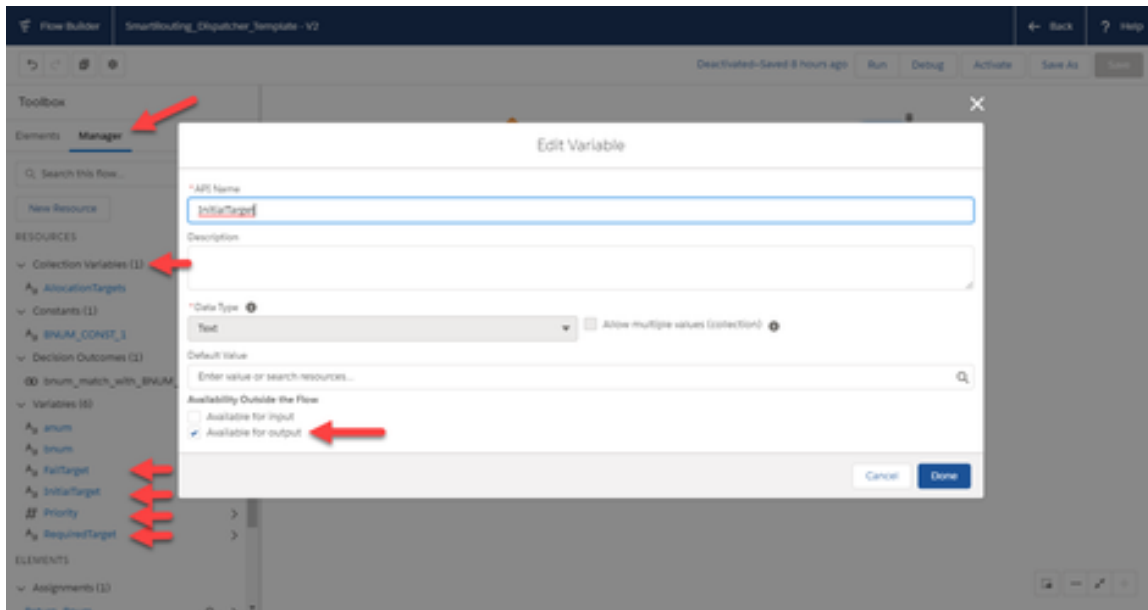 Flow Builder
SmartRouting_Dispatcher_Template - V2
Back
? Help
Deactivated–Saved 8 hours ago
Run
Debug
Activate
Save As
Save
Toolbox
Elements
Manager
Search this flow...
New Resource
RESOURCES
Collection Variables (1)
AllocationTargets
Constants (1)
BNUM_CONST_1
Decision Outcomes (1)
bnum_match_with_BNUM_
Variables (6)
anum
bnum
FailTarget
InitialTarget
Priority
RequiredTarget
ELEMENTS
Assignments (1)
Edit Variable
*API Name
InitialTarget
Description
*Data Type
Text
Allow multiple values (collection)
Default Value
Enter value or search resources...
Availability Outside the Flow
Available for input
Available for output
Cancel
Done